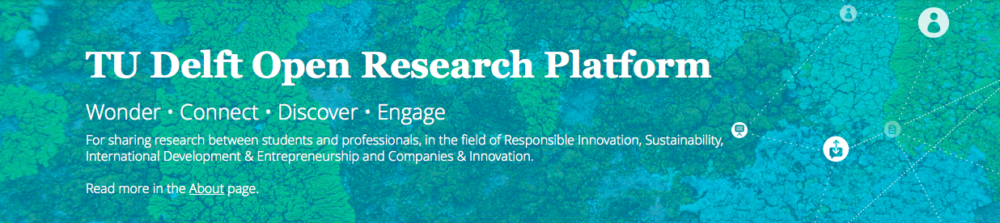 TU Delft Open Research Platform
Wonder • Connect • Discover • Engage
For sharing research between students and professionals, in the field of Responsible Innovation, Sustainability,
International Development & Entrepreneurship and Companies & Innovation.
Read more in the About page.